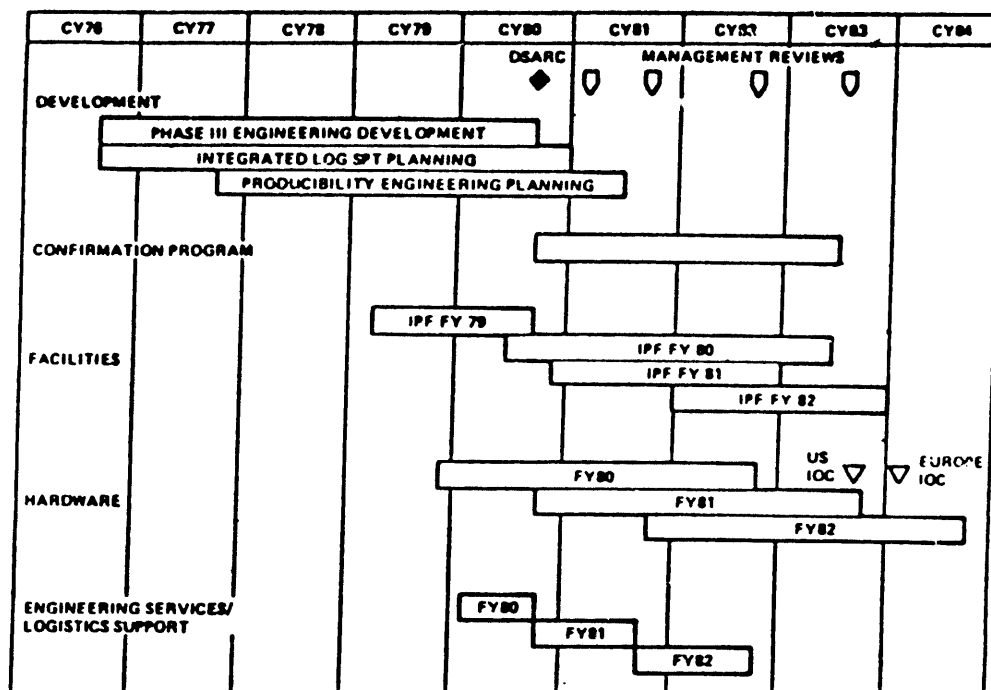 CY76 CY77 CY78 CY79 CY80 CY81 CY82 CY83 CY84
DSARC MANAGEMENT REVIEWS
DEVELOPMENT
PHASE III ENGINEERING DEVELOPMENT
INTEGRATED LOG SPT PLANNING
PRODUCIBILITY ENGINEERING PLANNING
CONFIRMATION PROGRAM
IPF FY 79
FACILITIES
IPF FY 80
IPF FY 81
IPF FY 82
US
IOC
EUROPE
IOC
FY80
HARDWARE
FY81
FY82
ENGINEERING SERVICES/
LOGISTICS SUPPORT
FY80
FY81
FY82